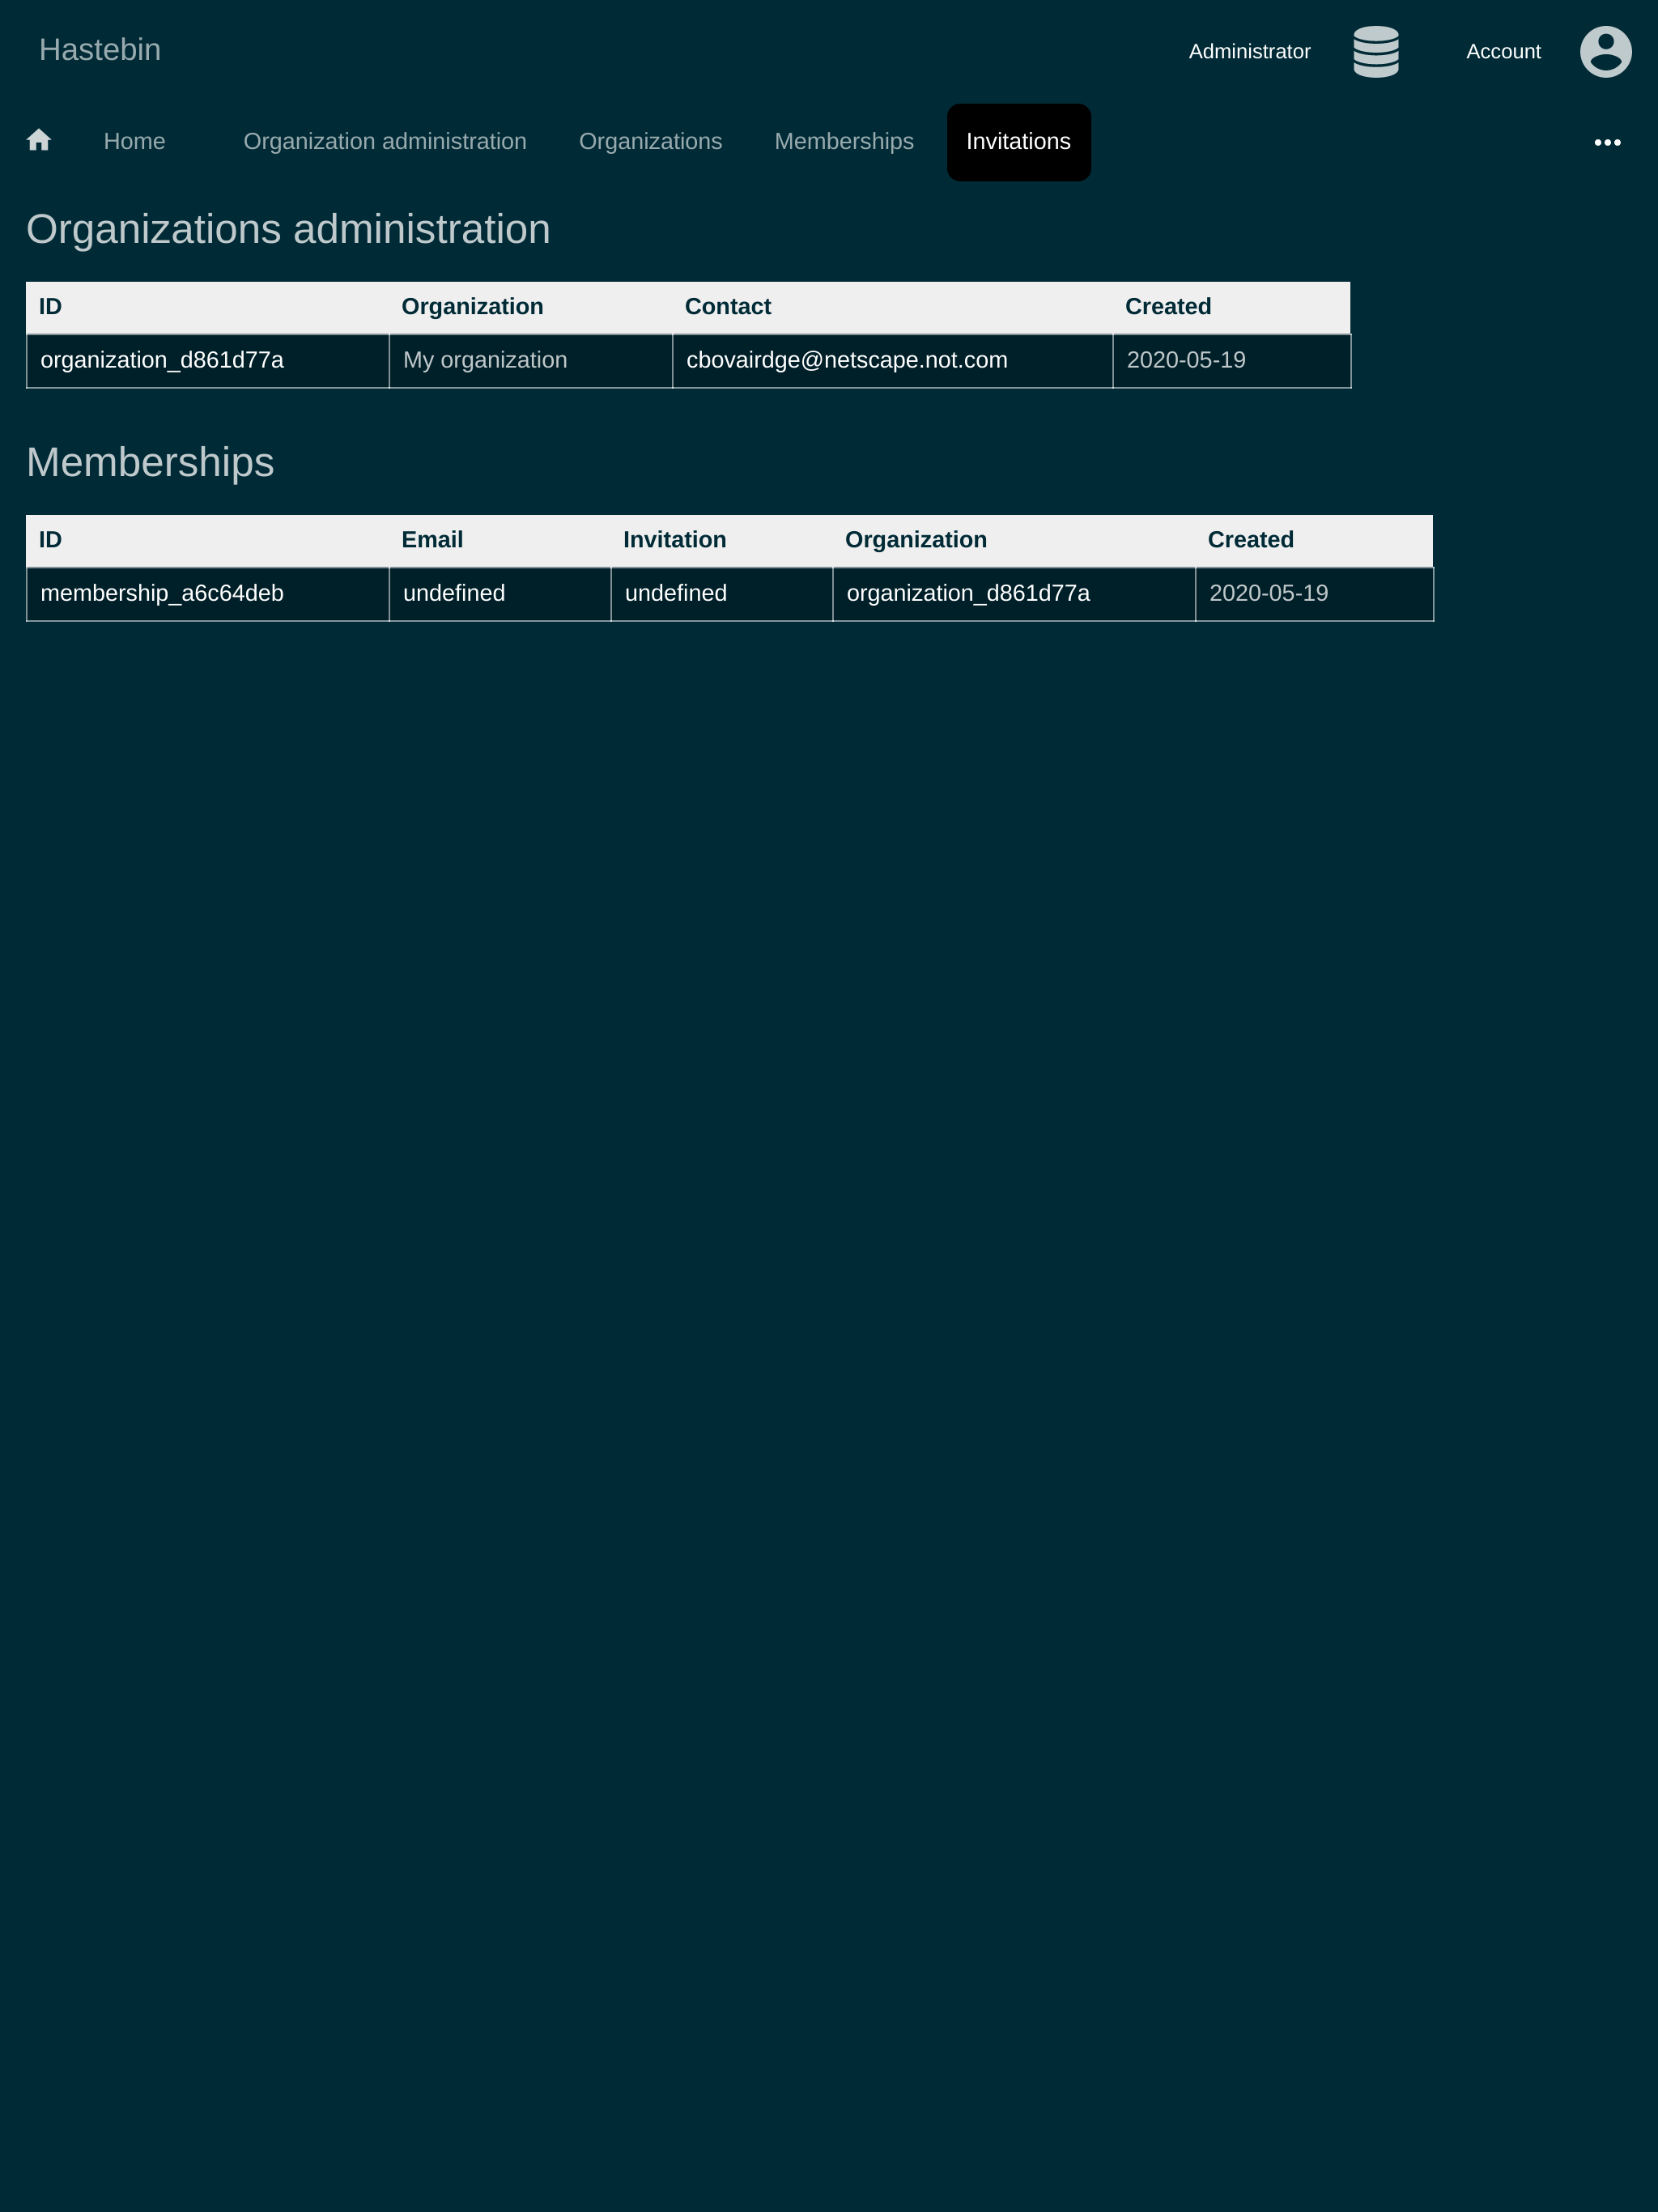 Hastebin
Administrator
Account
Home
Organization administration
Organizations
Memberships
Invitations
Organizations administration
ID Organization Contact Created
organization_d861d77a My organization cbovairdge@netscape.not.com 2020-05-19
Memberships
ID Email Invitation Organization Created
membership_a6c64deb undefined undefined organization_d861d77a 2020-05-19